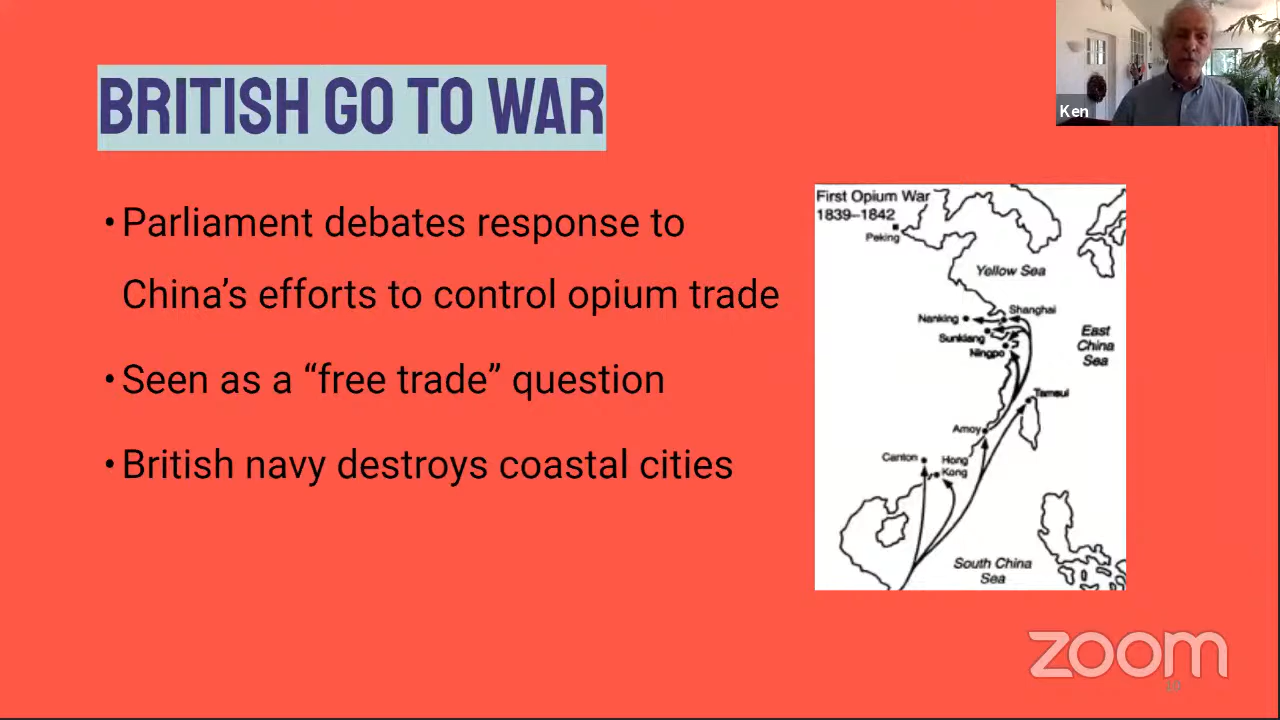 BRITISH GO TO WAR
Ken
• Parliament debates response to
China’s efforts to control opium trade
• Seen as a “free trade” question
• British navy destroys coastal cities
First Opium War
1839–1842
Peking
Yellow Sea
Shanghai
Nanking
Sunkiang
Ningpo
East
China
Sea
Tamsui
Amoy
Canton
Hong
Kong
South China
Sea
zoom